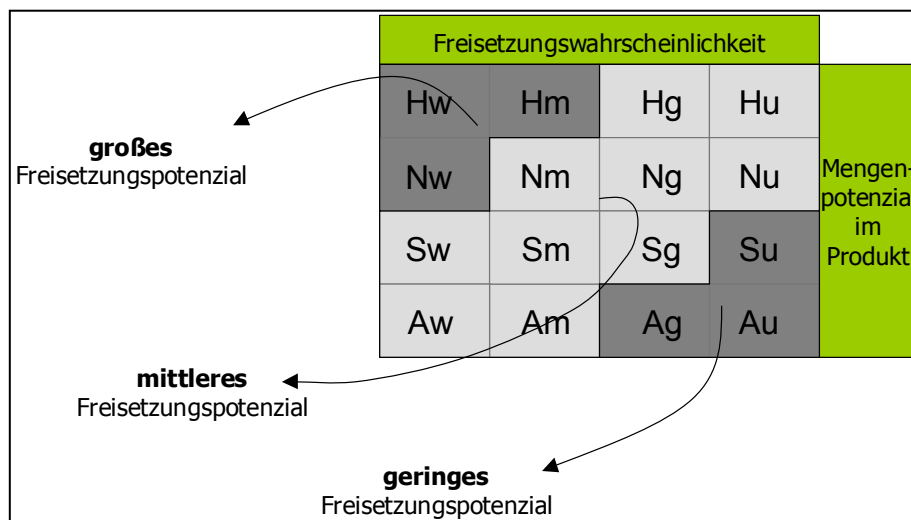 Freisetzungswahrscheinlichkeit
Hw Hm Hg Hu
großes
Freisetzungspotenzial
Nw Nm Ng Nu
Mengen-
potenzial
im
Produkt
Sw Sm Sg Su
Aw Am Ag Au
mittleres
Freisetzungspotenzial
geringes
Freisetzungspotenzial